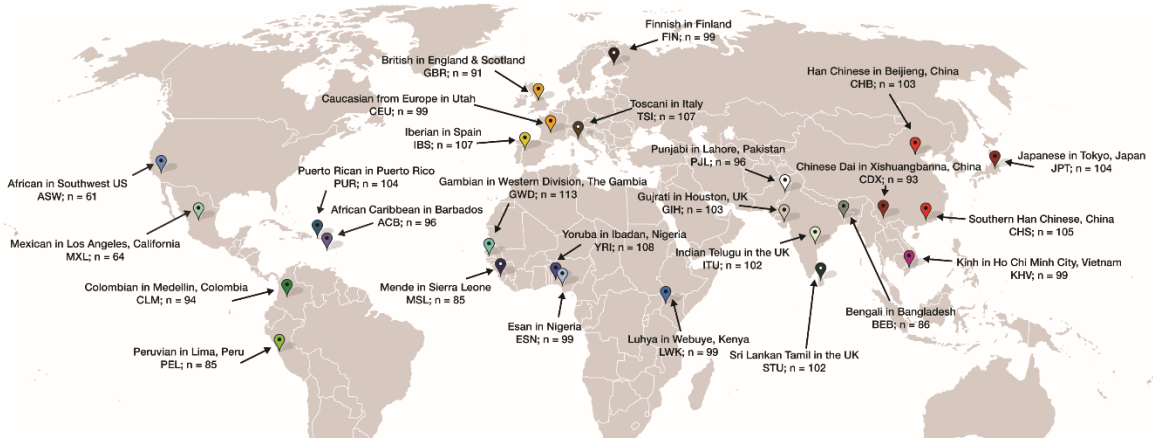 Finnish in Finland
FIN; n = 99
British in England & Scotland
GBR; n = 91
Han Chinese in Beijieng, China
CHB; n = 103
Caucasian from Europe in Utah
CEU; n = 99
Toscani in Italy
TSI; n = 107
Iberian in Spain
IBS; n = 107
Punjabi in Lahore, Pakistan
PJL; n = 96
Japanese in Tokyo, Japan
JPT; n = 104
Chinese Dai in Xishuangbanna, China
CDX; n = 93
African in Southwest US
ASW; n = 61
Puerto Rican in Puerto Rico
PUR; n = 104
Gambian in Western Division, The Gambia
GWD; n = 113
Gujrati in Houston, UK
GIH; n = 103
African Caribbean in Barbados
ACB; n = 96
Southern Han Chinese, China
CHS; n = 105
Yoruba in Ibadan, Nigeria
YRI; n = 108
Mexican in Los Angeles, California
MXL; n = 64
Indian Telugu in the UK
ITU; n = 102
Kinh in Ho Chi Minh City, Vietnam
KHV; n = 99
Colombian in Medellin, Colombia
CLM; n = 94
Mende in Sierra Leone
MSL; n = 85
Bengali in Bangladesh
BEB; n = 86
Esan in Nigeria
ESN; n = 99
Luhya in Webuye, Kenya
LWK; n = 99
Peruvian in Lima, Peru
PEL; n = 85
Sri Lankan Tamil in the UK
STU; n = 102